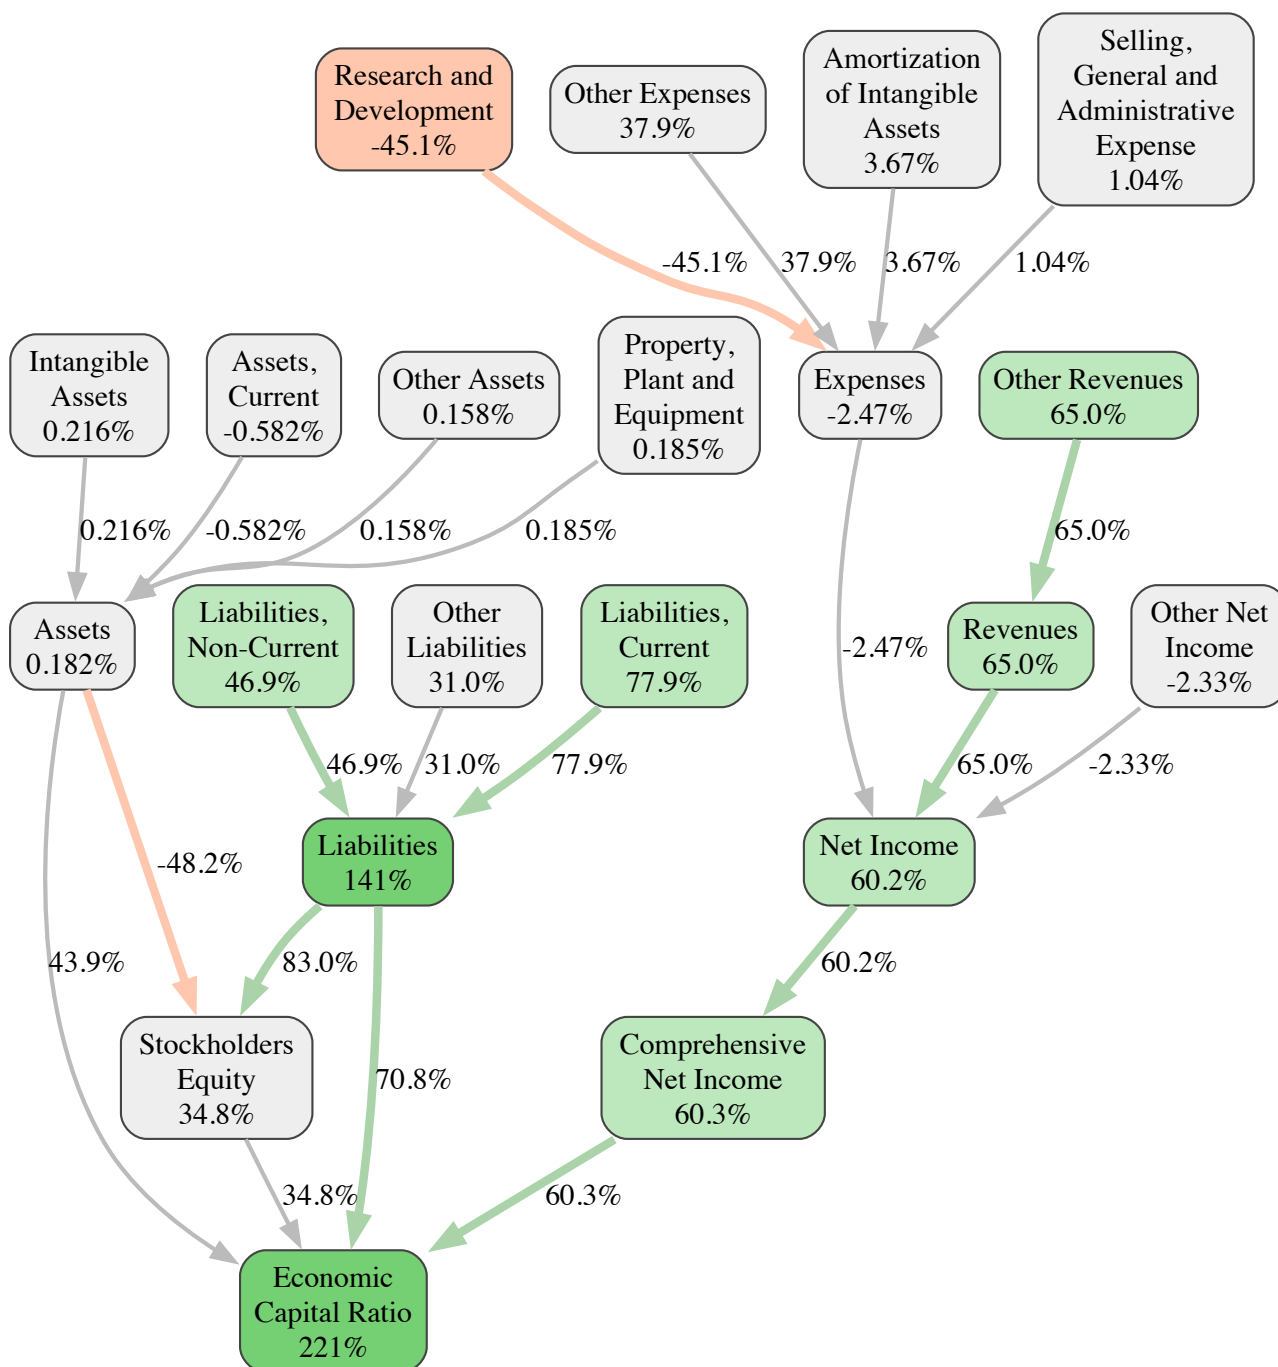 Research and
Development
-45.1%
Other Expenses
37.9%
Amortization
of Intangible
Assets
3.67%
Selling,
General and
Administrative
Expense
1.04%
-45.1%
37.9%
3.67%
1.04%
Intangible
Assets
0.216%
Assets,
Current
-0.582%
Other Assets
0.158%
Property,
Plant and
Equipment
0.185%
Expenses
-2.47%
Other Revenues
65.0%
0.216%
-0.582%
0.158%
0.185%
65.0%
Assets
0.182%
Liabilities,
Non-Current
46.9%
Other
Liabilities
31.0%
Liabilities,
Current
77.9%
-2.47%
Revenues
65.0%
Other Net
Income
-2.33%
46.9%
31.0%
77.9%
65.0%
-2.33%
-48.2%
Liabilities
141%
Net Income
60.2%
43.9%
83.0%
60.2%
Stockholders
Equity
34.8%
70.8%
Comprehensive
Net Income
60.3%
34.8%
60.3%
Economic
Capital Ratio
221%